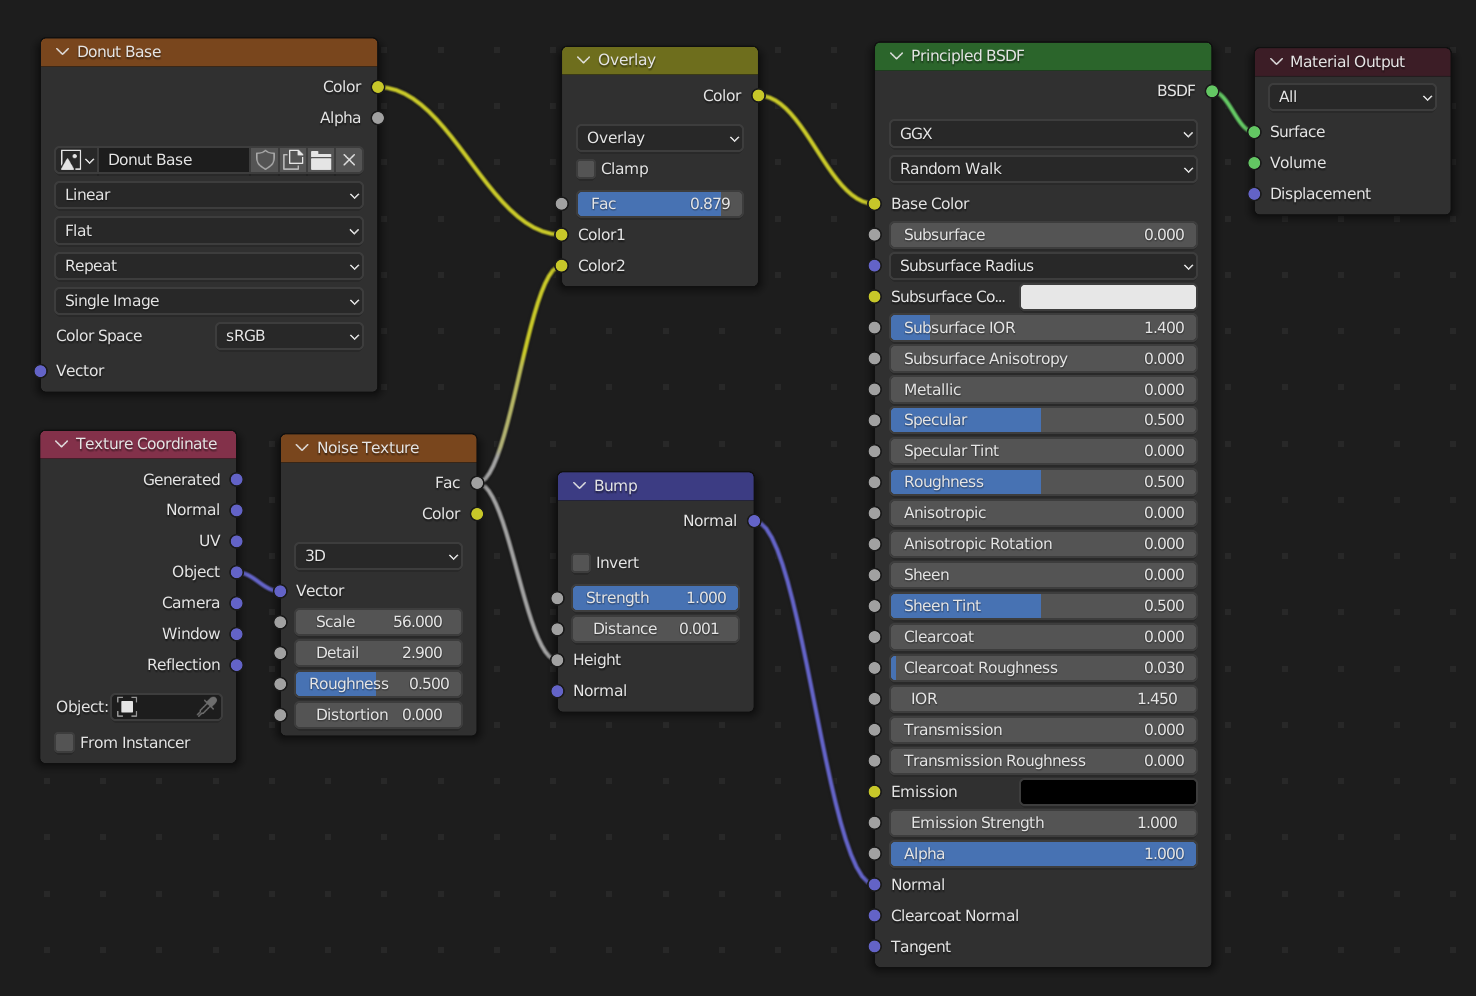 Donut Base
Color
Alpha
Donut Base
Linear
Flat
Repeat
Single Image
Color Space sRGB
Vector
Texture Coordinate
Generated
Normal
UV
Object
Camera
Window
Reflection
Object:
From Instancer
Noise Texture
Fac
Color
3D
Vector
Scale 56.000
Detail 2.900
Roughness 0.500
Distortion 0.000
Overlay
Color
Overlay
Clamp
Fac 0.879
Color1
Color2
Bump
Normal
Invert
Strength 1.000
Distance 0.001
Height
Normal
Principled BSDF
BSDF
GGX
Random Walk
Base Color
Subsurface 0.000
Subsurface Radius
Subsurface Co...
Subsurface IOR 1.400
Subsurface Anisotropy 0.000
Metallic 0.000
Specular 0.500
Specular Tint 0.000
Roughness 0.500
Anisotropic 0.000
Anisotropic Rotation 0.000
Sheen 0.000
Sheen Tint 0.500
Clearcoat 0.000
Clearcoat Roughness 0.030
IOR 1.450
Transmission 0.000
Transmission Roughness 0.000
Emission
Emission Strength 1.000
Alpha 1.000
Normal
Clearcoat Normal
Tangent
Material Output
All
Surface
Volume
Displacement